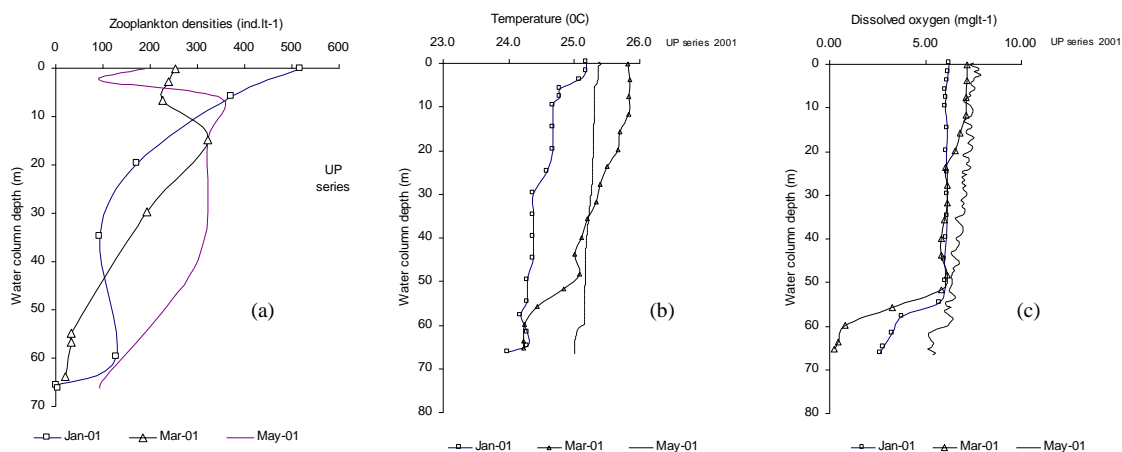 Zooplankton densities (ind.lt-1)
0 100 200 300 400 500 600
0
10
20
30
40
50
60
70
Water column depth (m)
UP
series
(a)
Jan-01 Mar-01 May-01
Temperature (0C)
23.0 24.0 25.0 26.0
UP series 2001
0
10
20
30
40
50
60
70
80
Water column depth (m)
(b)
Jan-01 Mar-01 May-01
Dissolved oxygen (mglt-1)
UP series 2001
0.00 5.00 10.00
0
10
20
30
40
50
60
70
80
Water column depth (m)
(c)
Jan-01 Mar-01 May-01